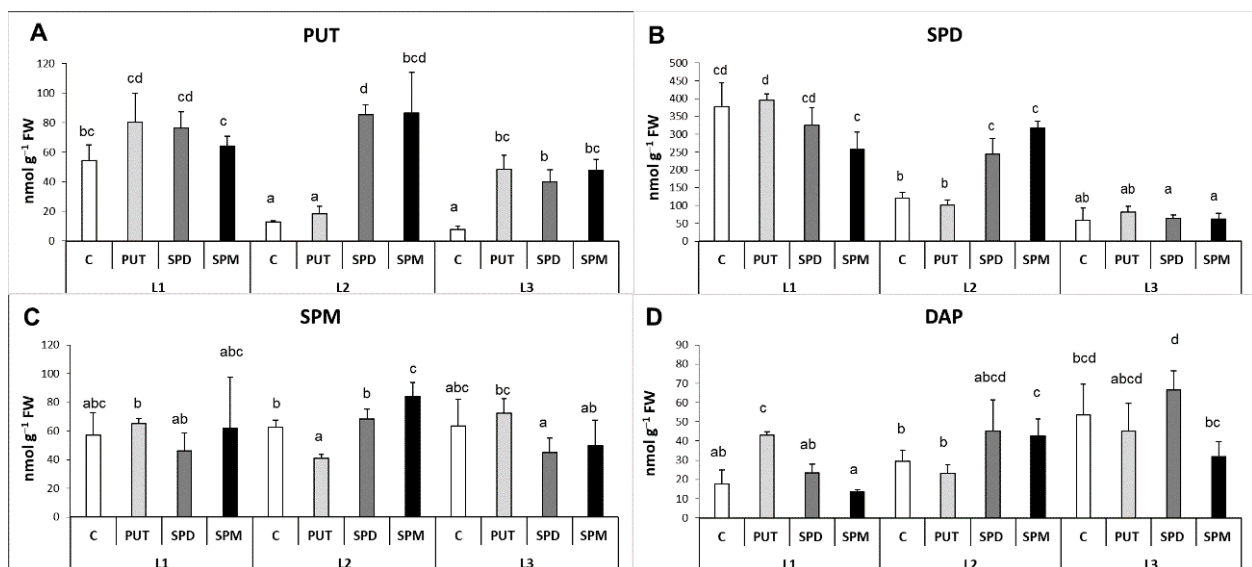 A
PUT
nmol g⁻¹ FW
120
100
80
60
40
20
0
bc cd cd c a a d bcd a bc b bc
C PUT SPD SPM C PUT SPD SPM C PUT SPD SPM
L1 L2 L3
B
SPD
nmol g⁻¹ FW
500
450
400
350
300
250
200
150
100
50
0
cd d cd c b b c c ab ab a a
C PUT SPD SPM C PUT SPD SPM C PUT SPD SPM
L1 L2 L3
C
SPM
nmol g⁻¹ FW
120
100
80
60
40
20
0
abc b ab abc b a b c abc bc a ab
C PUT SPD SPM C PUT SPD SPM C PUT SPD SPM
L1 L2 L3
D
DAP
nmol g⁻¹ FW
90
80
70
60
50
40
30
20
10
0
ab c ab a b b abcd c bcd abcd d bc
C PUT SPD SPM C PUT SPD SPM C PUT SPD SPM
L1 L2 L3